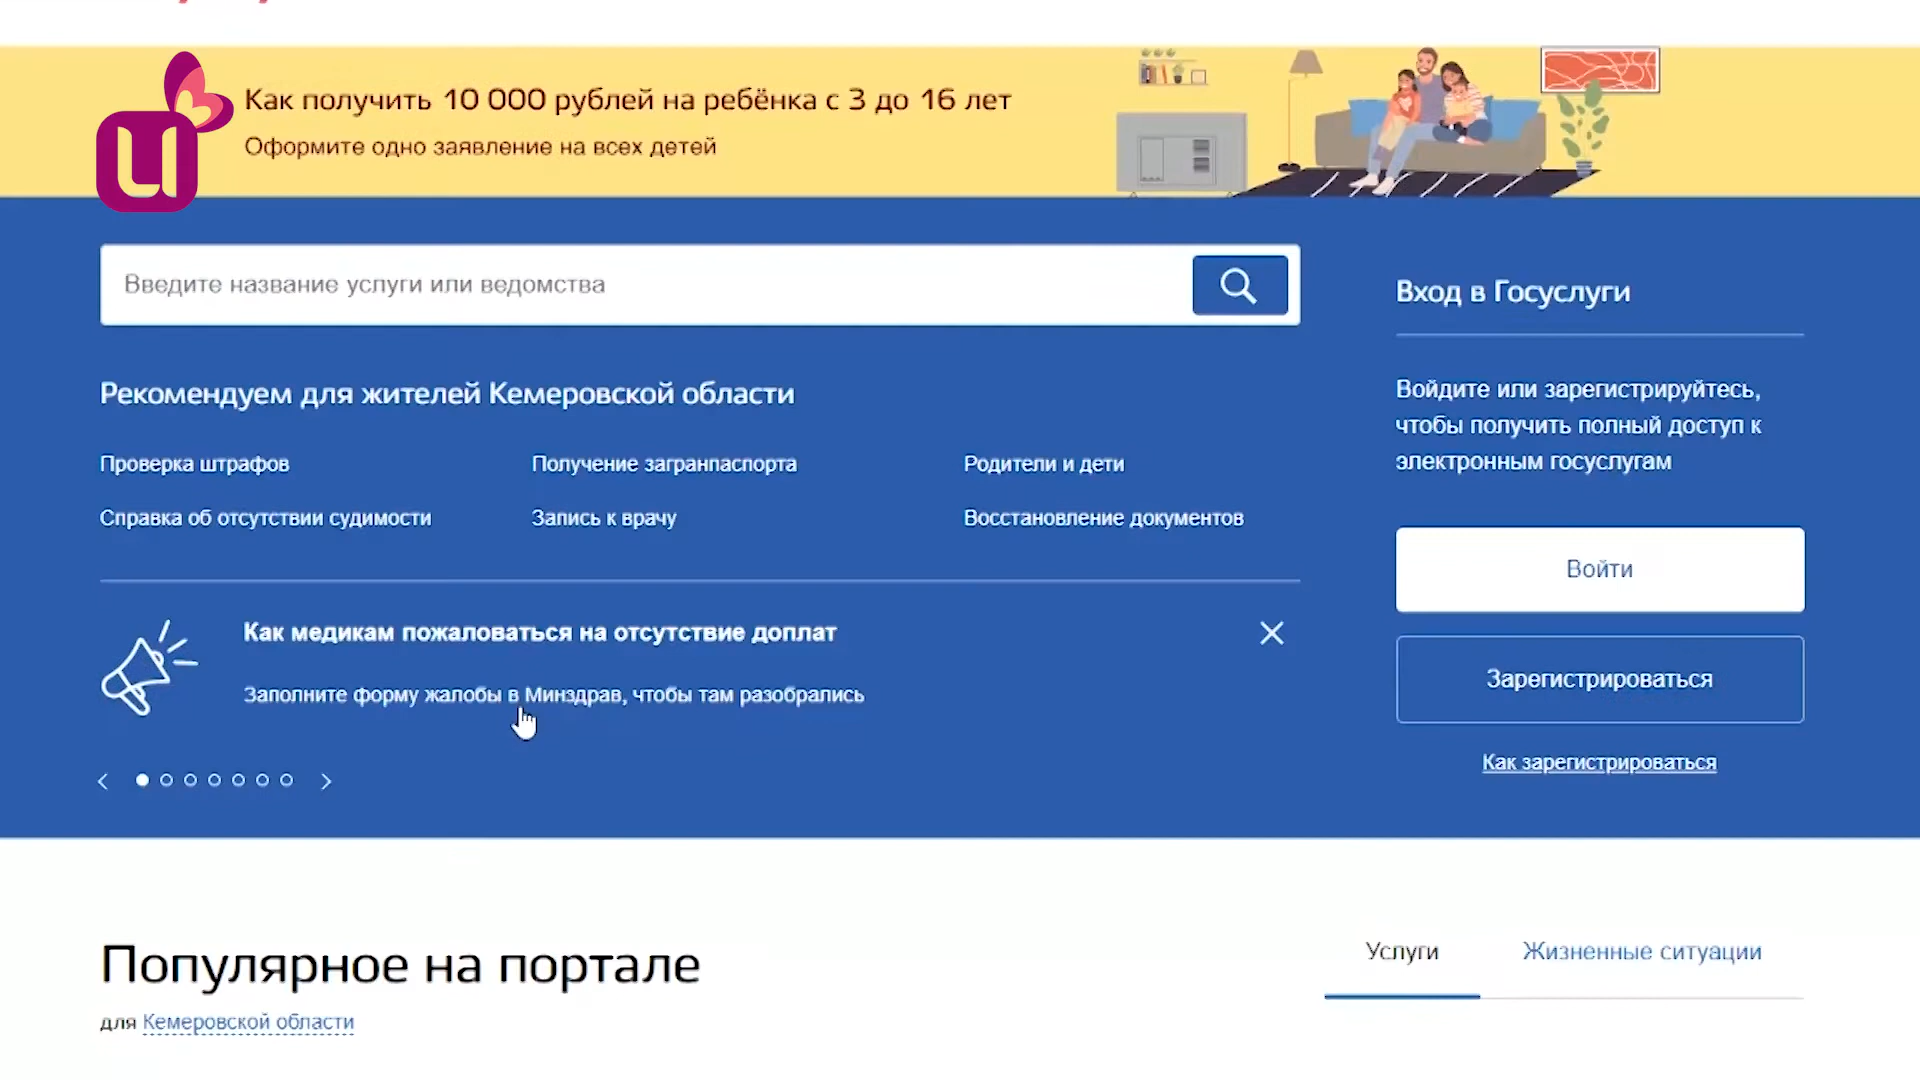 Как получить 10 000 рублей на ребёнка с 3 до 16 лет
Оформите одно заявление на всех детей
Введите название услуги или ведомства
Рекомендуем для жителей Кемеровской области
Проверка штрафов
Получение загранпаспорта
Родители и дети
Справка об отсутствии судимости
Запись к врачу
Восстановление документов
Как медикам пожаловаться на отсутствие доплат
Заполните форму жалобы в Минздрав, чтобы там разобрались
Вход в Госуслуги
Войдите или зарегистрируйтесь,
чтобы получить полный доступ к
электронным госуслугам
Войти
Зарегистрироваться
Как зарегистрироваться
Популярное на портале
для Кемеровской области
Услуги
Жизненные ситуации